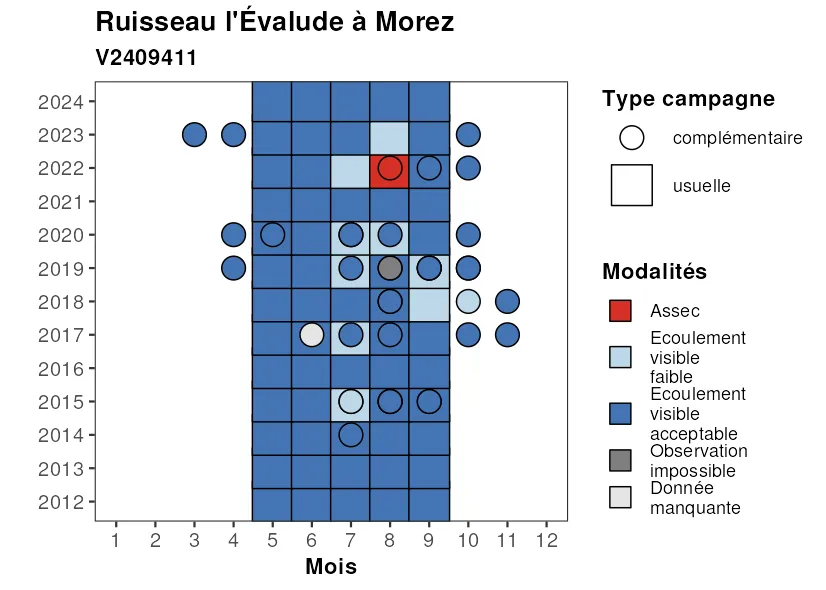 Ruisseau l'Évalude à Morez
V2409411
2024
2023
2022
2021
2020
2019
2018
2017
2016
2015
2014
2013
2012
1 2 3 4 5 6 7 8 9 10 11 12
Mois
Type campagne
complémentaire
usuelle
Modalités
Assec
Ecoulement
visible
faible
Ecoulement
visible
acceptable
Observation
impossible
Donnée
manquante